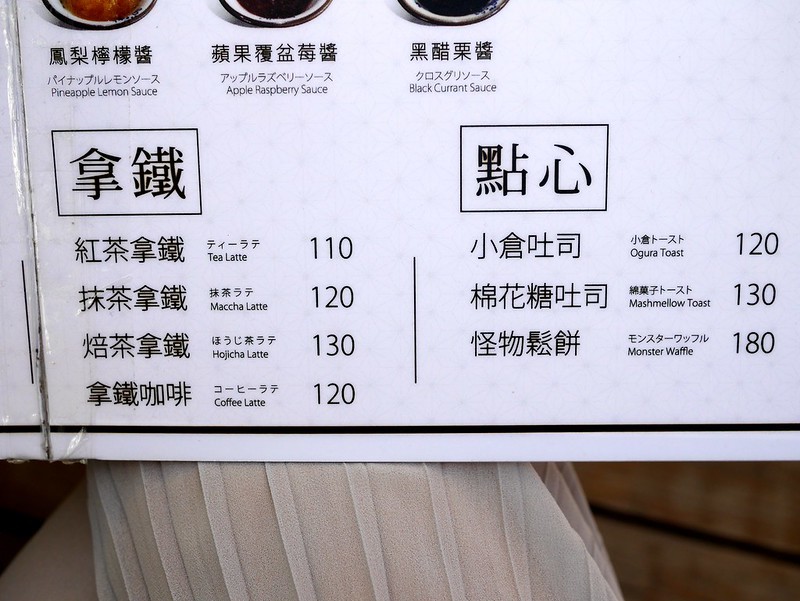 鳳梨檸檬醬 蘋果覆盆莓醬 黑醋栗醬
パイナップルレモンソース アップルラズベリーソース クロスグリソース
Pineapple Lemon Sauce Apple Raspberry Sauce Black Currant Sauce
拿鐵
紅茶拿鐵 ティーラテ 110
Tea Latte
抹茶拿鐵 抹茶ラテ 120
Maccha Latte
焙茶拿鐵 ほうじ茶ラテ 130
Hojicha Latte
拿鐵咖啡 コーヒーラテ 120
Coffee Latte
點心
小倉吐司 小倉トースト 120
Ogura Toast
棉花糖吐司 綿菓子トースト 130
Mashmellow Toast
怪物鬆餅 モンスターワッフル 180
Monster Waffle